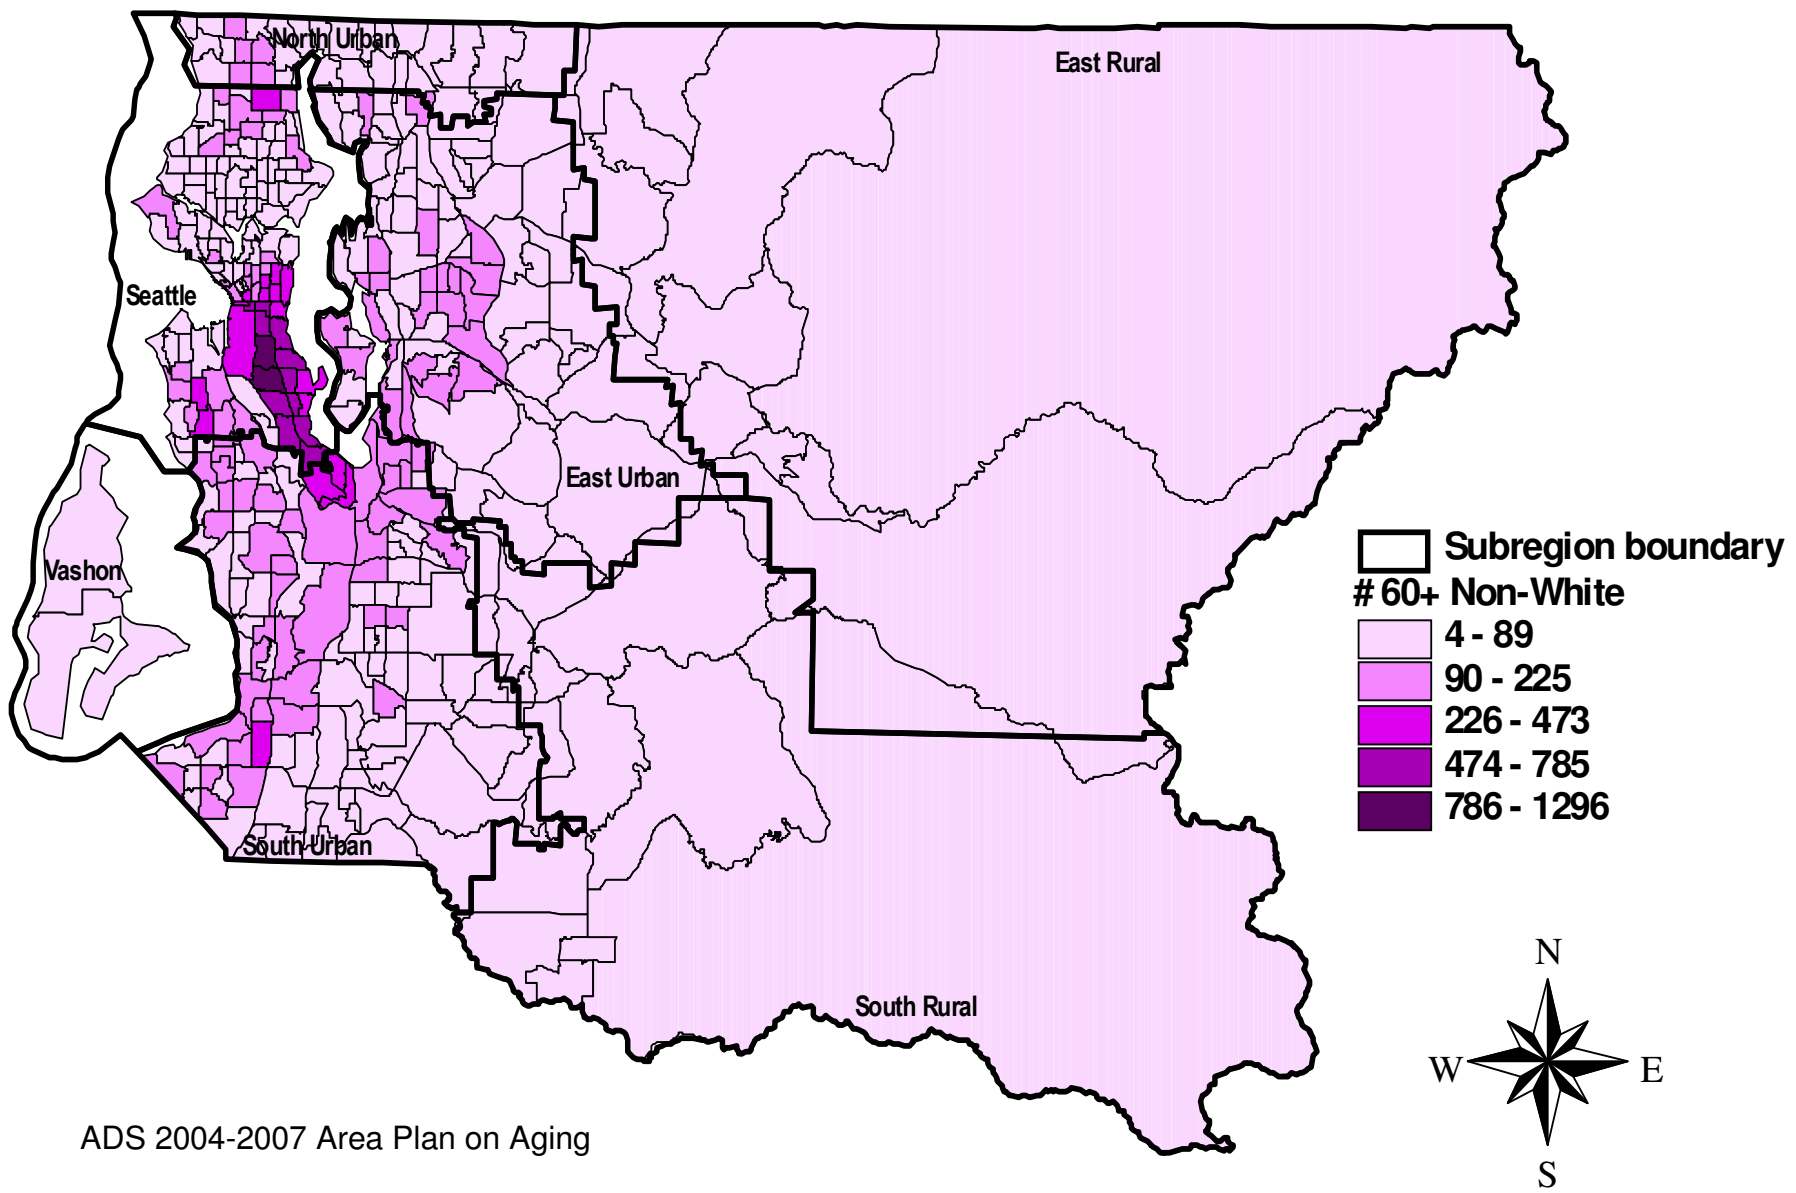 North Urban
East Rural
Seattle
East Urban
Vashon
South Urban
South Rural
Subregion boundary
# 60+ Non-White
4 - 89
90 - 225
226 - 473
474 - 785
786 - 1296
N
W E
S
ADS 2004-2007 Area Plan on Aging